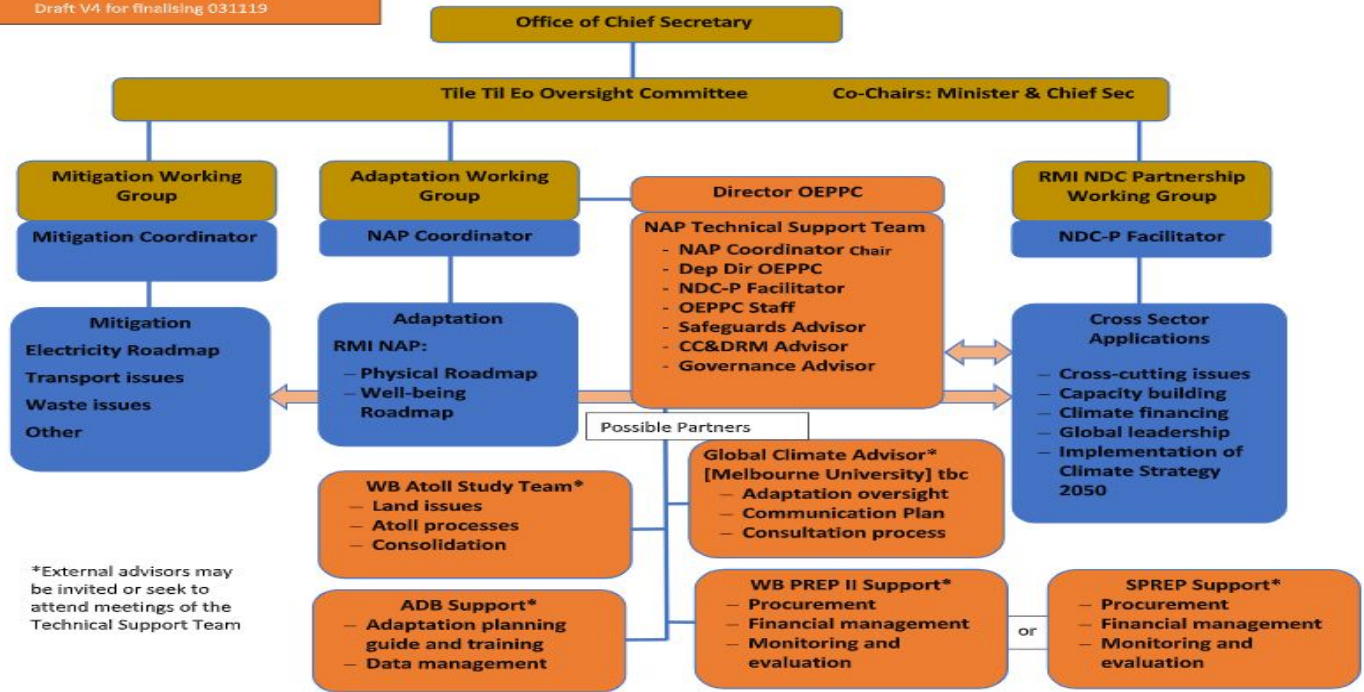 Draft V4 for finalising 031119
Office of Chief Secretary
Tile Til Eo Oversight Committee Co-Chairs: Minister & Chief Sec
Mitigation Working
Group
Mitigation Coordinator
Mitigation
Electricity Roadmap
Transport issues
Waste issues
Other
Adaptation Working
Group
NAP Coordinator
Adaptation
RMI NAP:
– Physical Roadmap
– Well-being
Roadmap
Director OEPPC
NAP Technical Support Team
- NAP Coordinator Chair
- Dep Dir OEPPC
- NDC-P Facilitator
- OEPPC Staff
- Safeguards Advisor
- CC&DRM Advisor
- Governance Advisor
RMI NDC Partnership
Working Group
NDC-P Facilitator
Cross Sector
Applications
– Cross-cutting issues
– Capacity building
– Climate financing
– Global leadership
– Implementation of
Climate Strategy
2050
Possible Partners
WB Atoll Study Team*
– Land issues
– Atoll processes
– Consolidation
Global Climate Advisor*
[Melbourne University] tbc
– Adaptation oversight
– Communication Plan
– Consultation process
ADB Support*
– Adaptation planning
guide and training
– Data management
WB PREP II Support*
– Procurement
– Financial management
– Monitoring and
evaluation
or
SPREP Support*
– Procurement
– Financial management
– Monitoring and
evaluation
*External advisors may
be invited or seek to
attend meetings of the
Technical Support Team